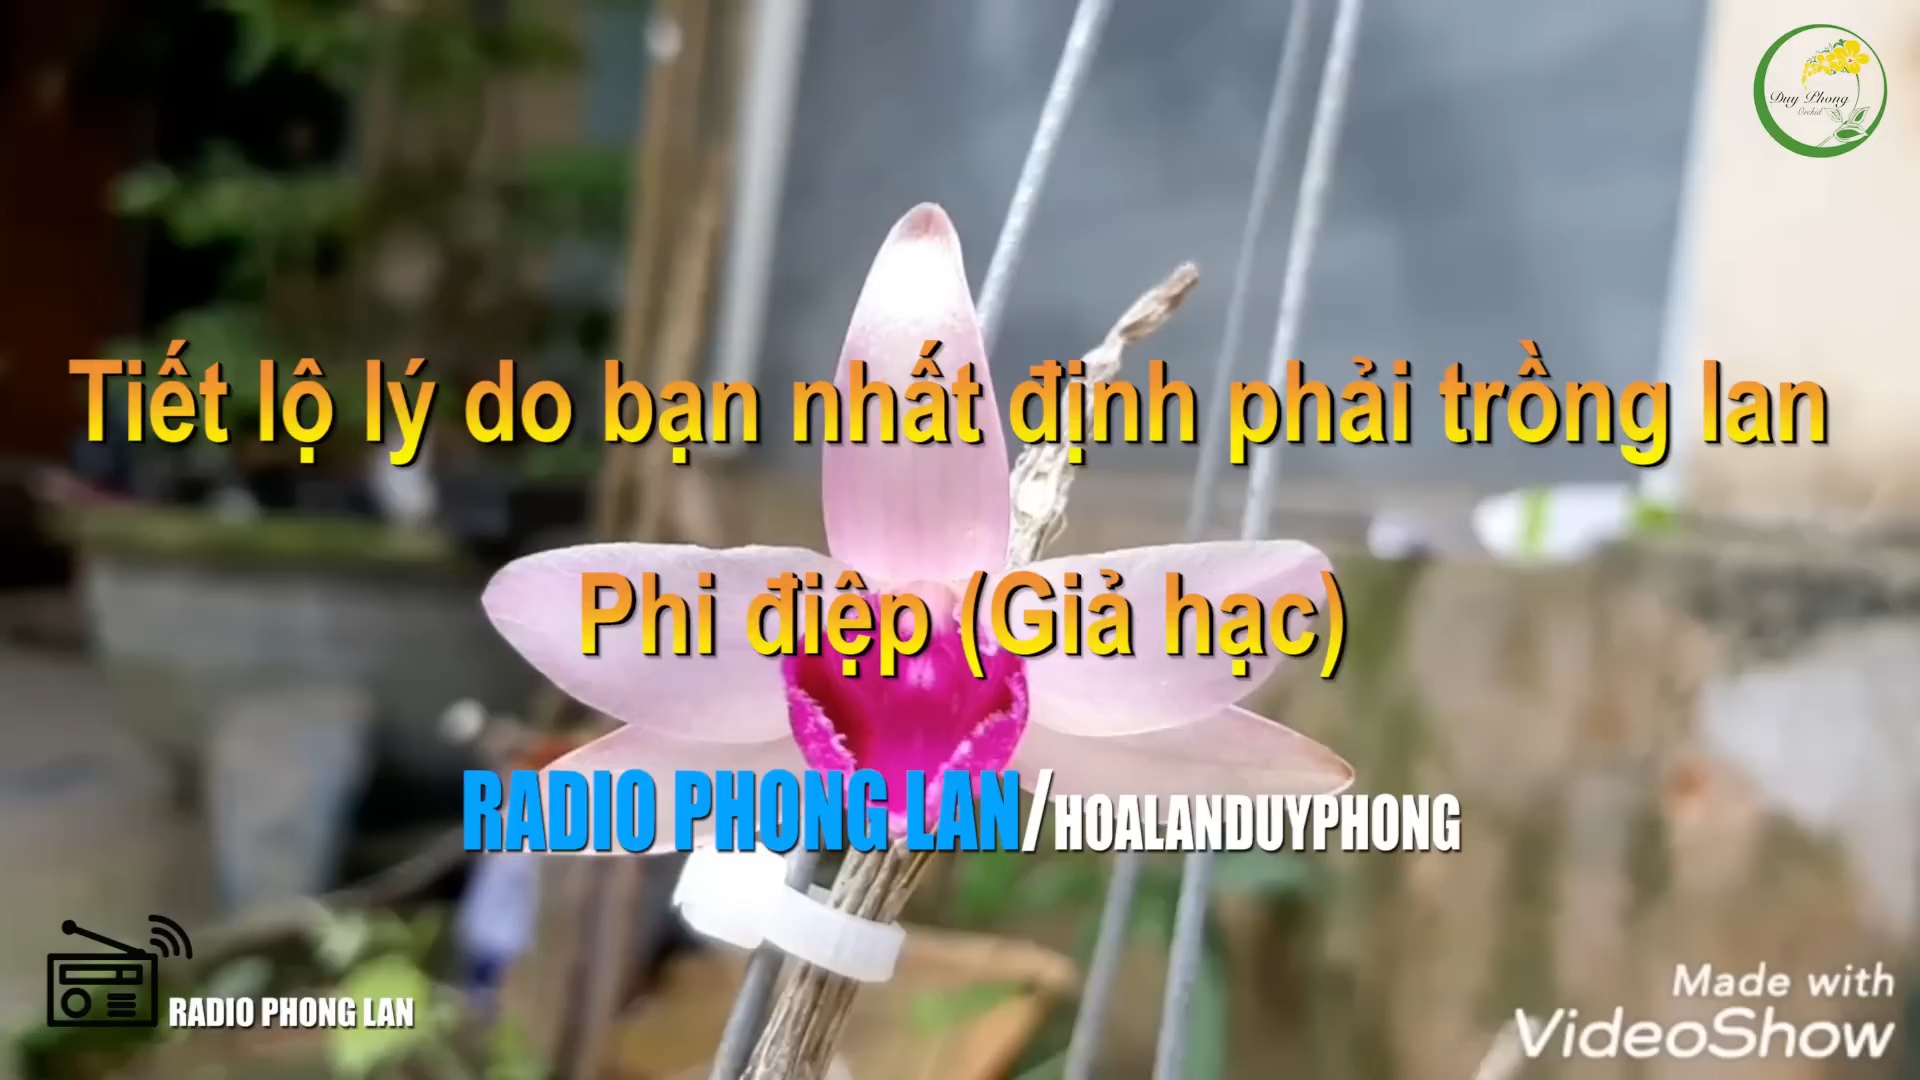 Duy Phong
Orchid
Tiết lộ lý do bạn nhất định phải trồng lan
Phi điệp (Giả hạc)
RADIO PHONG LAN/HOALANDUYPHONG
RADIO PHONG LAN
Made with
VideoShow